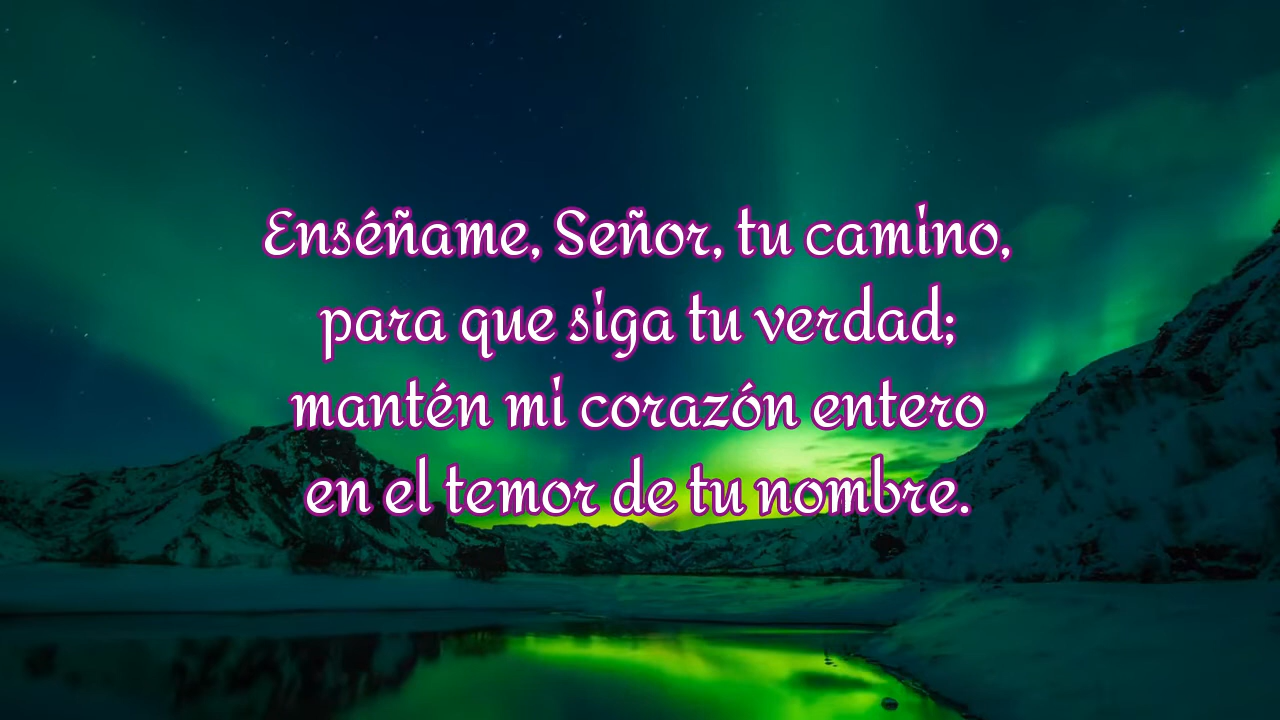 Enséñame, Señor, tu camino,
para que siga tu verdad;
mantén mi corazón entero
en el temor de tu nombre.